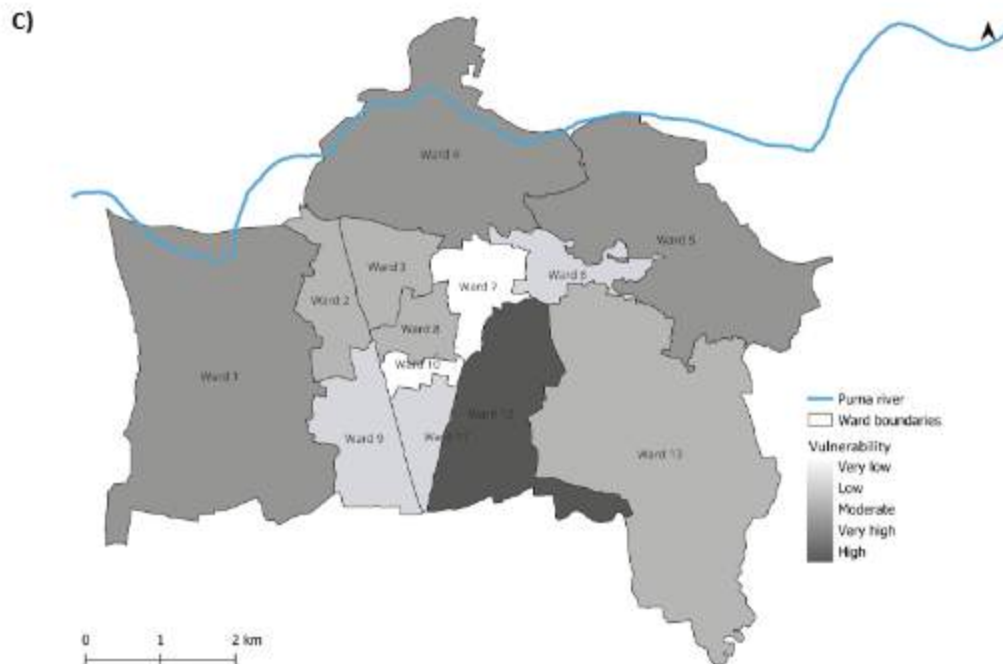 C)
Ward 4
Ward 5
Ward 3
Ward 6
Ward 7
Ward 2
Ward 8
Ward 10
Ward 1
Ward 12
Ward 9
Ward 11
Ward 13
Purna river
Ward boundaries
Vulnerability
Very low
Low
Moderate
Very high
High
0 1 2 km